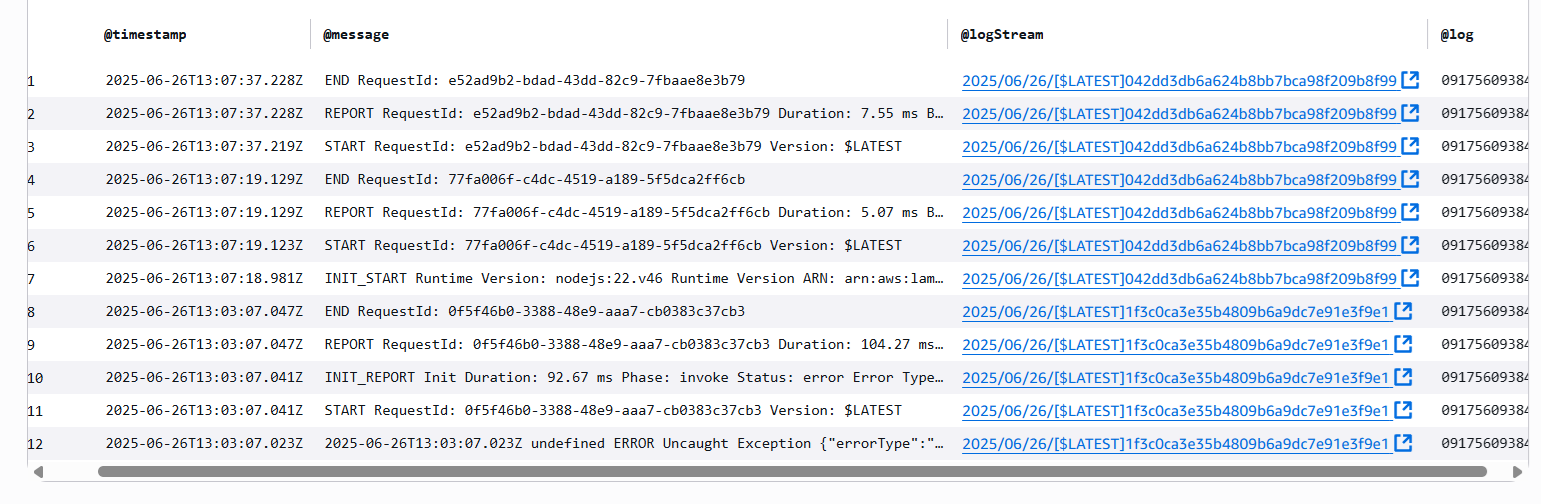 @timestamp @message @logStream @log
1 2025-06-26T13:07:37.228Z END RequestId: e52ad9b2-bdad-43dd-82c9-7fbaae8e3b79 2025/06/26/[$LATEST]042dd3db6a624b8bb7bca98f209b8f99 09175609384
2 2025-06-26T13:07:37.228Z REPORT RequestId: e52ad9b2-bdad-43dd-82c9-7fbaae8e3b79 Duration: 7.55 ms B… 2025/06/26/[$LATEST]042dd3db6a624b8bb7bca98f209b8f99 09175609384
3 2025-06-26T13:07:37.219Z START RequestId: e52ad9b2-bdad-43dd-82c9-7fbaae8e3b79 Version: $LATEST 2025/06/26/[$LATEST]042dd3db6a624b8bb7bca98f209b8f99 09175609384
4 2025-06-26T13:07:19.129Z END RequestId: 77fa006f-c4dc-4519-a189-5f5dca2ff6cb 2025/06/26/[$LATEST]042dd3db6a624b8bb7bca98f209b8f99 09175609384
5 2025-06-26T13:07:19.129Z REPORT RequestId: 77fa006f-c4dc-4519-a189-5f5dca2ff6cb Duration: 5.07 ms B… 2025/06/26/[$LATEST]042dd3db6a624b8bb7bca98f209b8f99 09175609384
6 2025-06-26T13:07:19.123Z START RequestId: 77fa006f-c4dc-4519-a189-5f5dca2ff6cb Version: $LATEST 2025/06/26/[$LATEST]042dd3db6a624b8bb7bca98f209b8f99 09175609384
7 2025-06-26T13:07:18.981Z INIT_START Runtime Version: nodejs:22.v46 Runtime Version ARN: arn:aws:lam… 2025/06/26/[$LATEST]042dd3db6a624b8bb7bca98f209b8f99 09175609384
8 2025-06-26T13:03:07.047Z END RequestId: 0f5f46b0-3388-48e9-aaa7-cb0383c37cb3 2025/06/26/[$LATEST]1f3c0ca3e35b4809b6a9dc7e91e3f9e1 09175609384
9 2025-06-26T13:03:07.047Z REPORT RequestId: 0f5f46b0-3388-48e9-aaa7-cb0383c37cb3 Duration: 104.27 ms… 2025/06/26/[$LATEST]1f3c0ca3e35b4809b6a9dc7e91e3f9e1 09175609384
10 2025-06-26T13:03:07.041Z INIT_REPORT Init Duration: 92.67 ms Phase: invoke Status: error Error Type… 2025/06/26/[$LATEST]1f3c0ca3e35b4809b6a9dc7e91e3f9e1 09175609384
11 2025-06-26T13:03:07.041Z START RequestId: 0f5f46b0-3388-48e9-aaa7-cb0383c37cb3 Version: $LATEST 2025/06/26/[$LATEST]1f3c0ca3e35b4809b6a9dc7e91e3f9e1 09175609384
12 2025-06-26T13:03:07.023Z 2025-06-26T13:03:07.023Z undefined ERROR Uncaught Exception {"errorType":"… 2025/06/26/[$LATEST]1f3c0ca3e35b4809b6a9dc7e91e3f9e1 09175609384